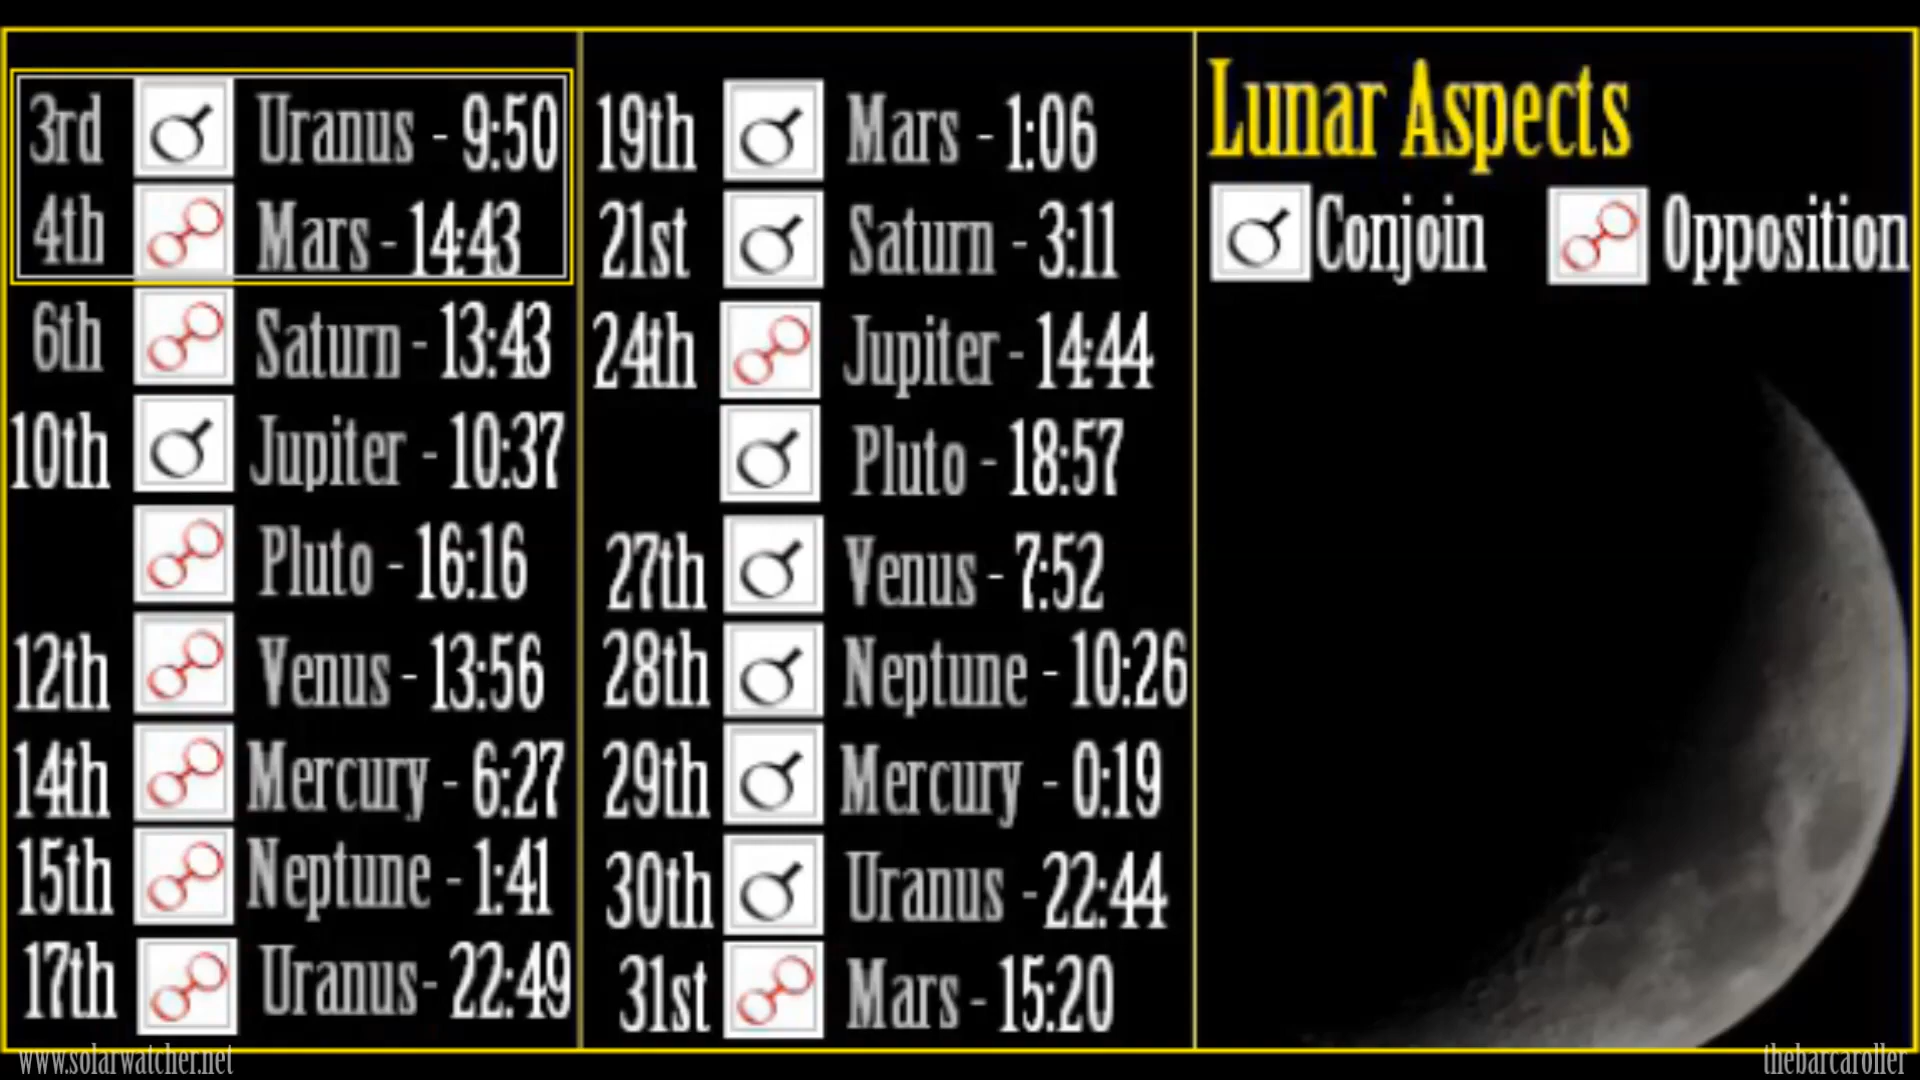 3rd Uranus - 9:50
4th Mars - 14:43
6th Saturn - 13:43
10th Jupiter - 10:37
Pluto - 16:16
12th Venus - 13:56
14th Mercury - 6:27
15th Neptune - 1:41
17th Uranus- 22:49
19th Mars - 1:06
21st Saturn - 3:11
24th Jupiter - 14:44
Pluto - 18:57
27th Venus - 7:52
28th Neptune - 10:26
29th Mercury - 0:19
30th Uranus -22:44
31st Mars - 15:20
Lunar Aspects
Conjoin Opposition
www.solarwatcher.net
thebarcaroller